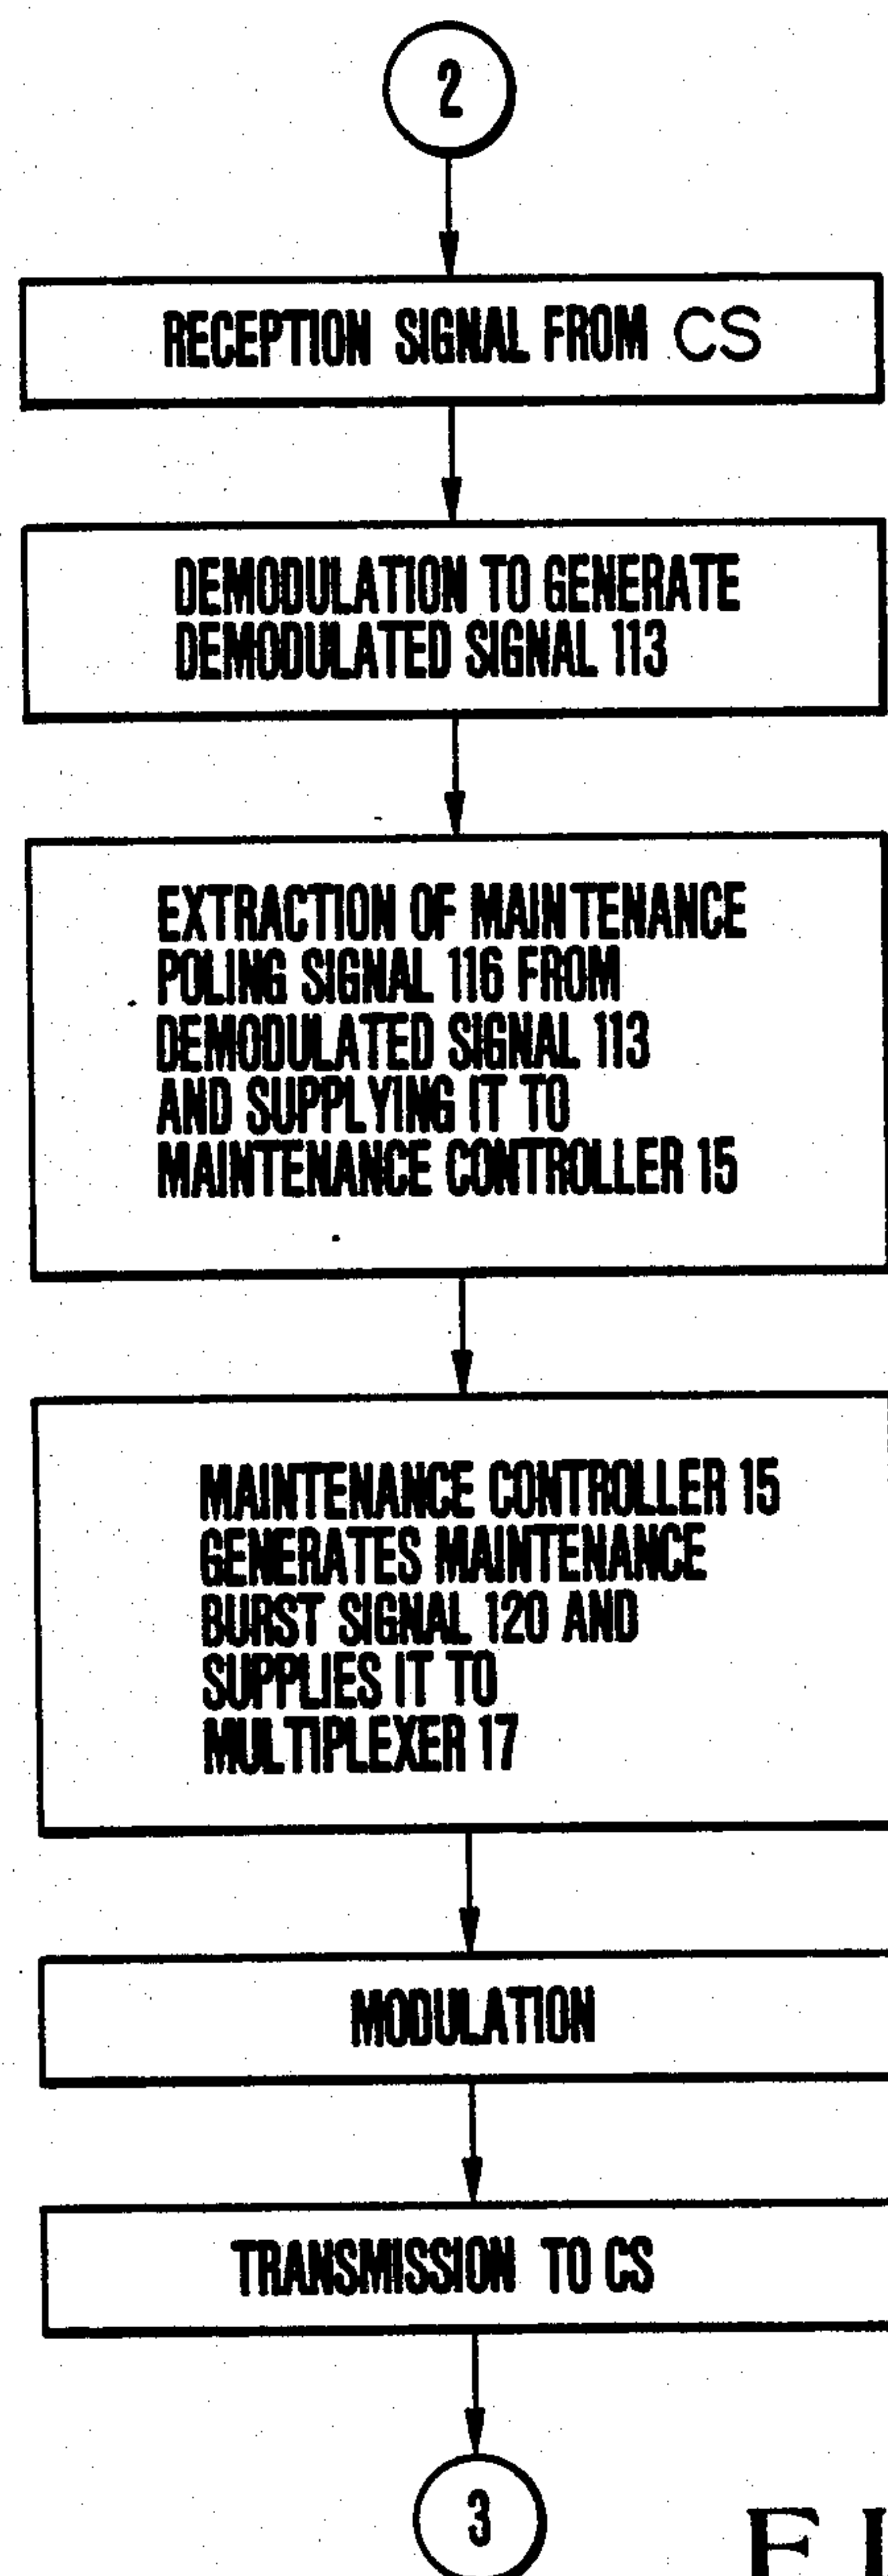 2
RECEPTION SIGNAL FROM CS
DEMODULATION TO GENERATE
DEMODULATED SIGNAL 113
EXTRACTION OF MAINTENANCE
POLING SIGNAL 116 FROM
DEMODULATED SIGNAL 113
AND SUPPLYING IT TO
MAINTENANCE CONTROLLER 15
MAINTENANCE CONTROLLER 15
GENERATES MAINTENANCE
BURST SIGNAL 120 AND
SUPPLIES IT TO
MULTIPLEXER 17
MODULATION
TRANSMISSION TO CS
3